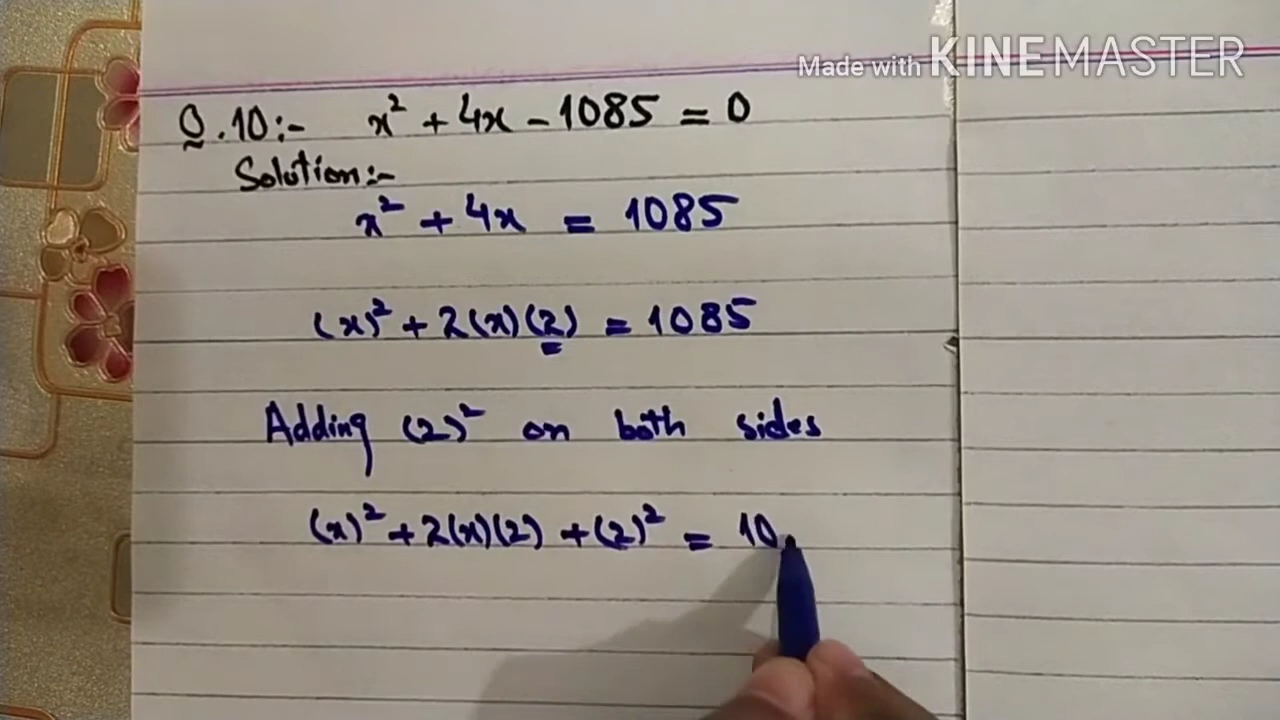 Made with KINEMASTER
Q.10:- x² + 4x - 1085 = 0
Solution:-
x² + 4x = 1085
(x)² + 2(x)(2) = 1085
Adding (2)² on both sides
(x)² + 2(x)(2) + (2)² = 10